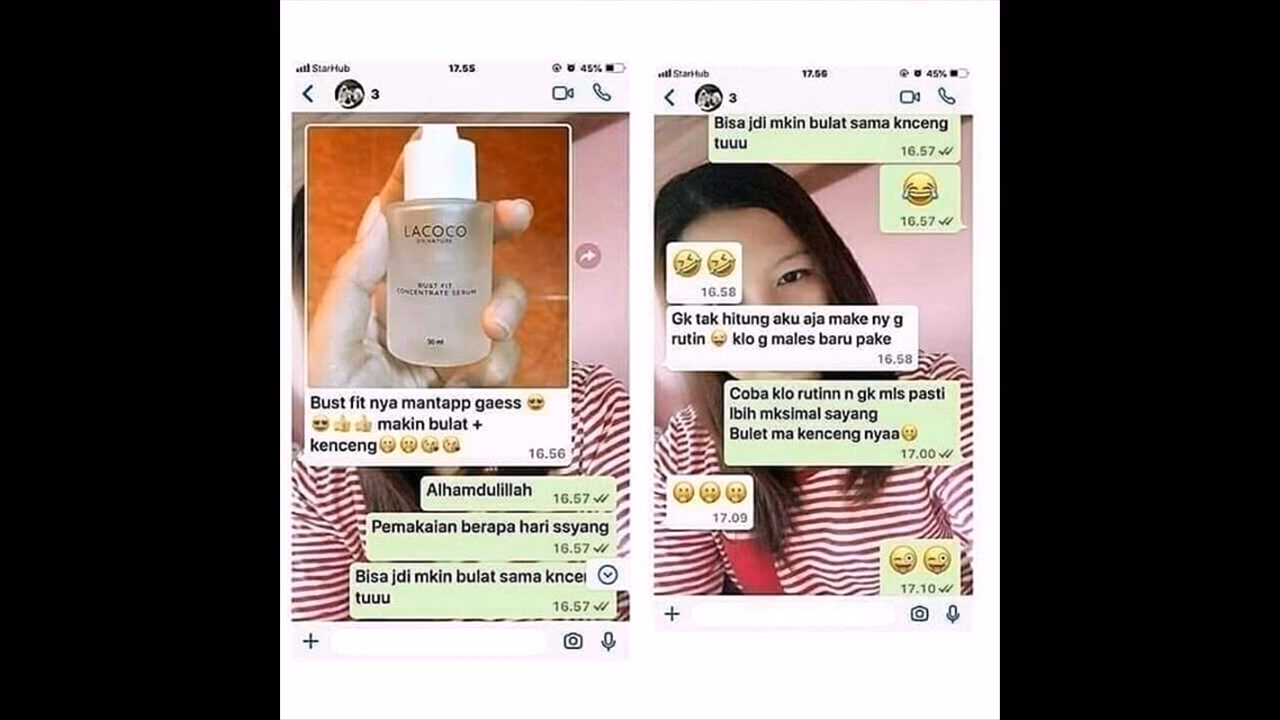 StarHub 17.55 45%
3
LACOCO
EN NATURE
BUST FIT
CONCENTRATE SERUM
30 ml
Bust fit nya mantapp gaess 😍
😍👍👍 makin bulat +
kenceng🤭🤭😘😘
16.56
Alhamdulillah 16.57
Pemakaian berapa hari ssyang
16.57
Bisa jdi mkin bulat sama knce
tuuu
16.57
StarHub 17.56 45%
3
Bisa jdi mkin bulat sama knceng
tuuu
16.57
😂
16.57
🤣🤣
16.58
Gk tak hitung aku aja make ny g
rutin 😜 klo g males baru pake
16.58
Coba klo rutinn n gk mls pasti
lbih mksimal sayang
Bulet ma kenceng nyaa🤭
17.00
🤭🤭🤭
17.09
😜😜
17.10